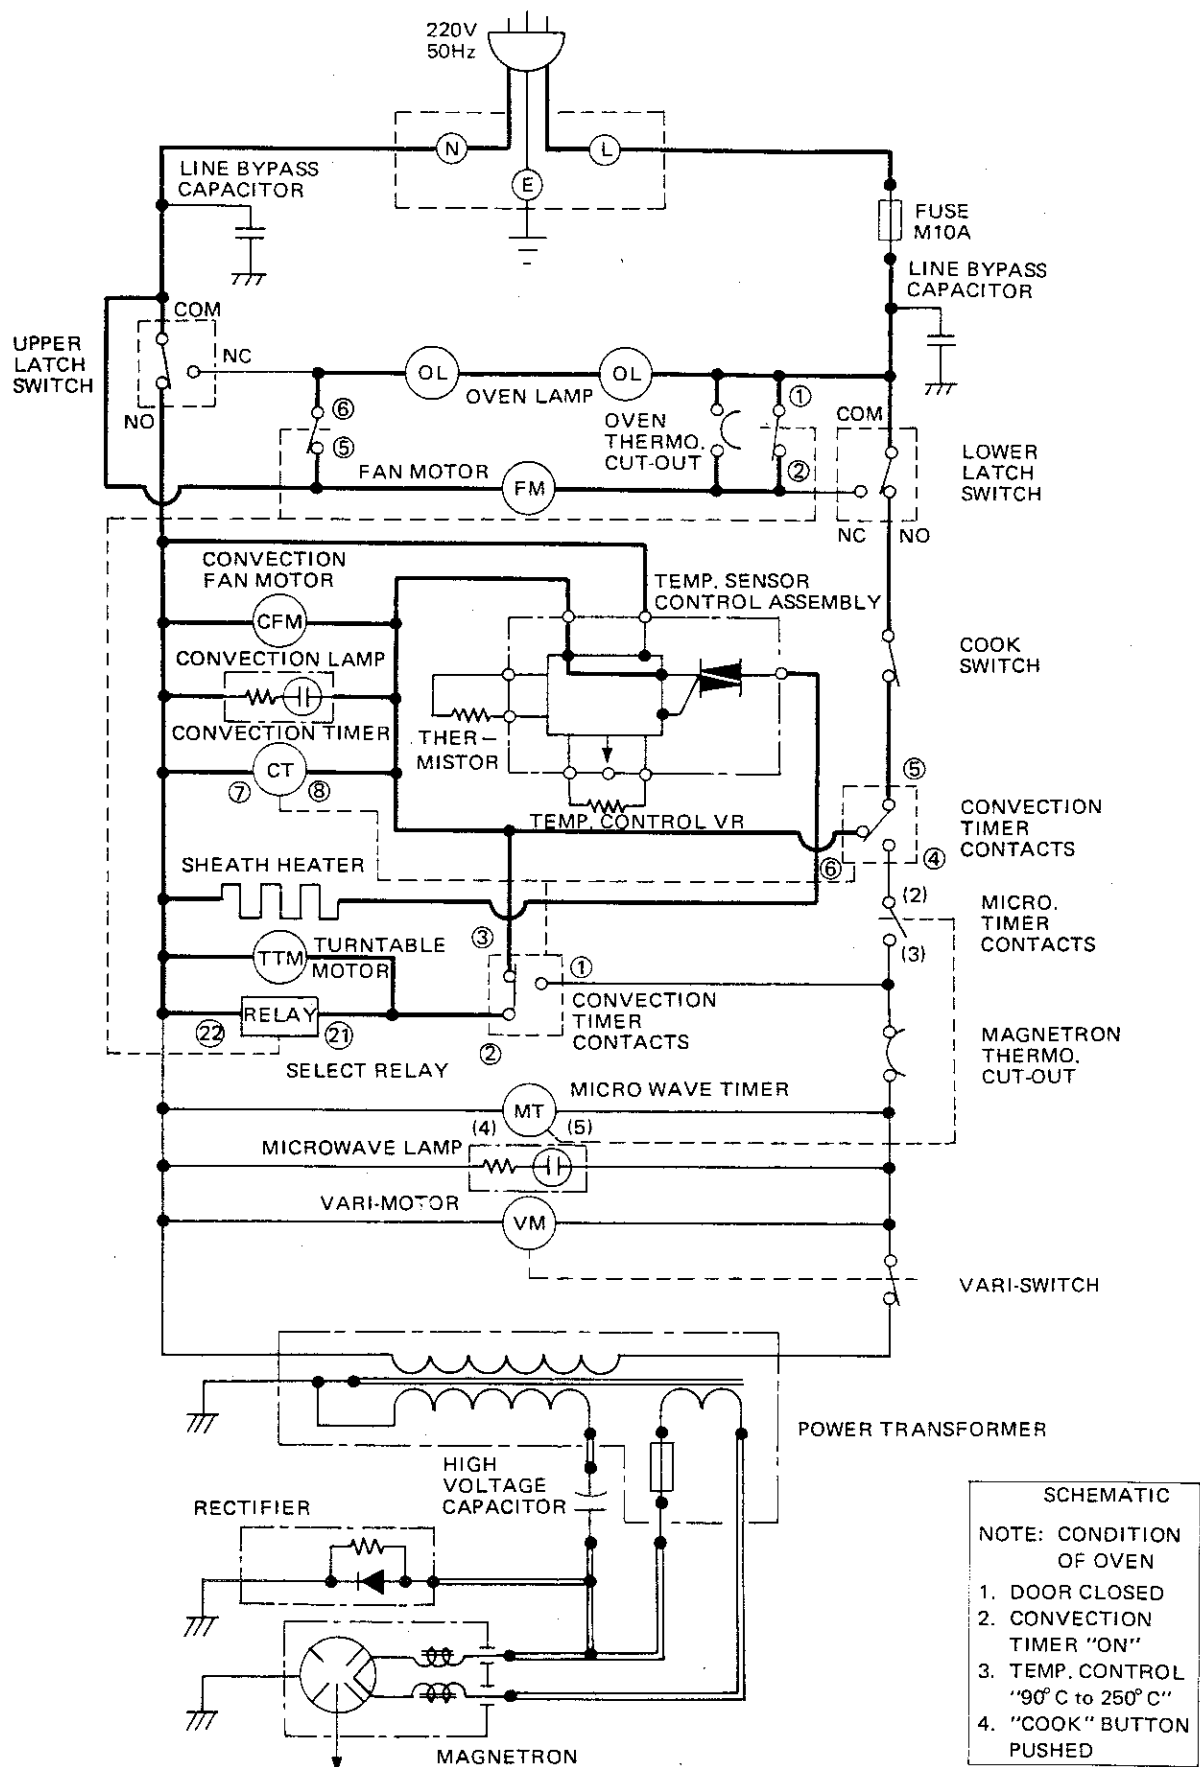 220V
50Hz
N
L
E
LINE BYPASS
CAPACITOR
FUSE
M10A
LINE BYPASS
CAPACITOR
COM
UPPER
LATCH
SWITCH
NC
NO
OL
OL
OVEN LAMP
⑥
⑤
OVEN
THERMO.
CUT-OUT
①
②
COM
LOWER
LATCH
SWITCH
FAN MOTOR
FM
NC
NO
CONVECTION
FAN MOTOR
CFM
TEMP. SENSOR
CONTROL ASSEMBLY
COOK
SWITCH
CONVECTION LAMP
CONVECTION TIMER
THER-
MISTOR
CT
⑦
⑧
TEMP. CONTROL VR
⑤
⑥
④
CONVECTION
TIMER
CONTACTS
SHEATH HEATER
(2)
(3)
MICRO.
TIMER
CONTACTS
TTM
TURNTABLE
MOTOR
③
①
②
CONVECTION
TIMER
CONTACTS
RELAY
㉒
㉑
SELECT RELAY
MAGNETRON
THERMO.
CUT-OUT
MICRO WAVE TIMER
MT
(4)
(5)
MICROWAVE LAMP
VARI-MOTOR
VM
VARI-SWITCH
POWER TRANSFORMER
HIGH
VOLTAGE
CAPACITOR
RECTIFIER
MAGNETRON
SCHEMATIC
NOTE: CONDITION
OF OVEN
1. DOOR CLOSED
2. CONVECTION
TIMER "ON"
3. TEMP. CONTROL
"90°C to 250°C"
4. "COOK" BUTTON
PUSHED